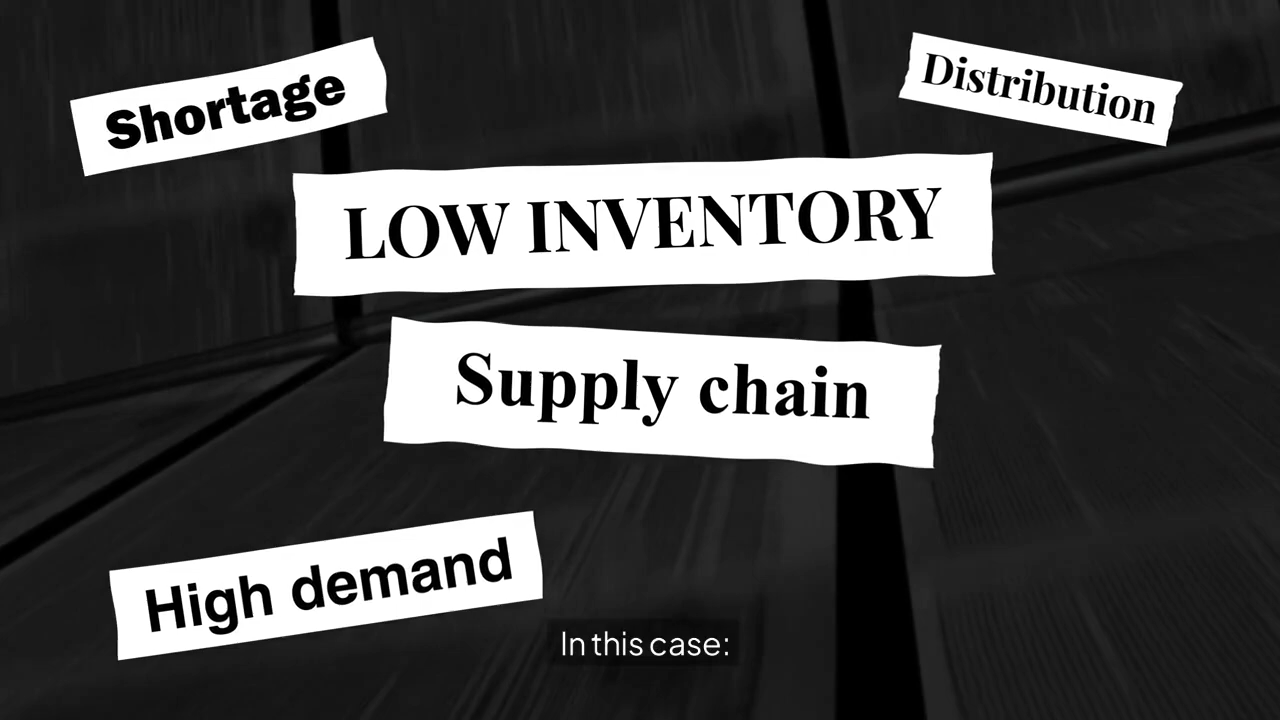 Shortage
Distribution
LOW INVENTORY
Supply chain
High demand
In this case: